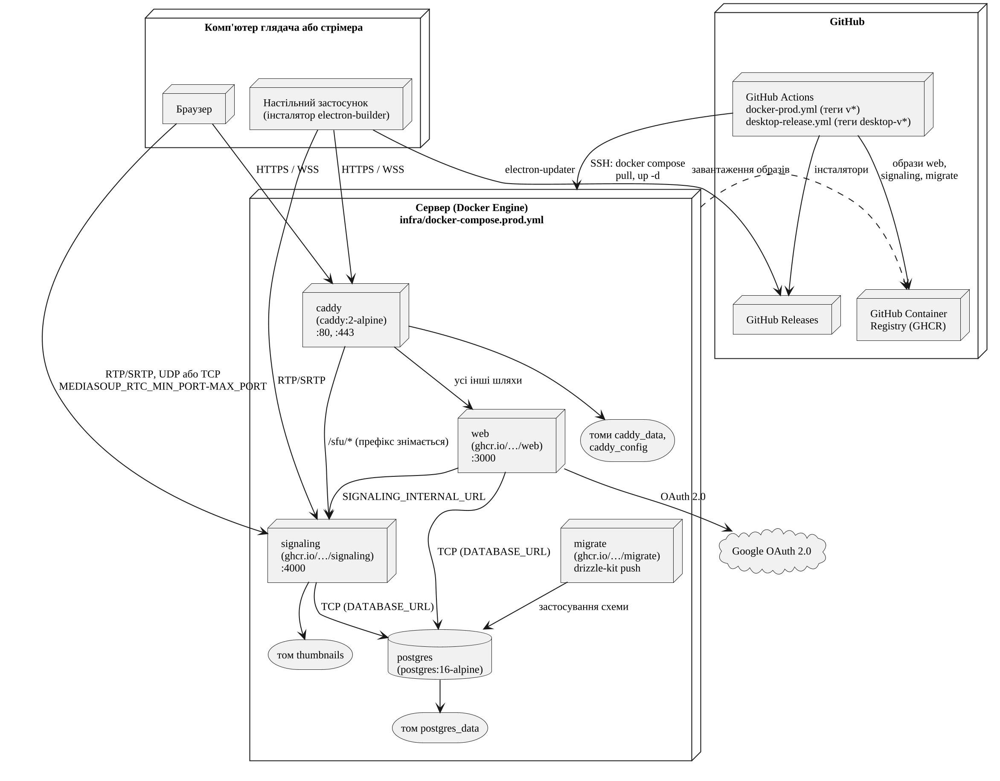 Комп'ютер глядача або стрімера
GitHub
Браузер
Настільний застосунок
(інсталятор electron-builder)
GitHub Actions
docker-prod.yml (теги v*)
desktop-release.yml (теги desktop-v*)
HTTPS / WSS
HTTPS / WSS
electron-updater
SSH: docker compose
pull, up -d
завантаження образів
інсталятори
образи web,
signaling, migrate
Сервер (Docker Engine)
infra/docker-compose.prod.yml
caddy
(caddy:2-alpine)
:80, :443
GitHub Releases
GitHub Container
Registry (GHCR)
RTP/SRTP, UDP або TCP
MEDIASOUP_RTC_MIN_PORT-MAX_PORT
RTP/SRTP
усі інші шляхи
/sfu/* (префікс знімається)
web
(ghcr.io/…/web)
:3000
томи caddy_data,
caddy_config
SIGNALING_INTERNAL_URL
OAuth 2.0
signaling
(ghcr.io/…/signaling)
:4000
TCP (DATABASE_URL)
migrate
(ghcr.io/…/migrate)
drizzle-kit push
Google OAuth 2.0
TCP (DATABASE_URL)
застосування схеми
том thumbnails
postgres
(postgres:16-alpine)
том postgres_data